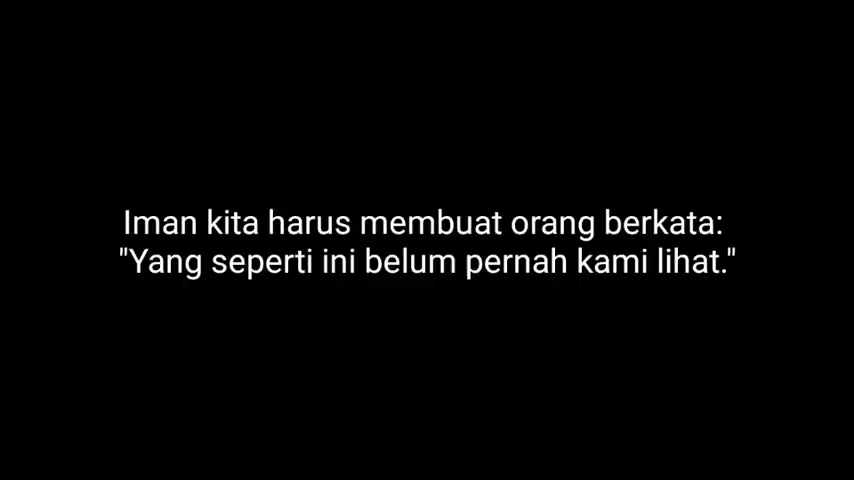 Iman kita harus membuat orang berkata:
"Yang seperti ini belum pernah kami lihat."